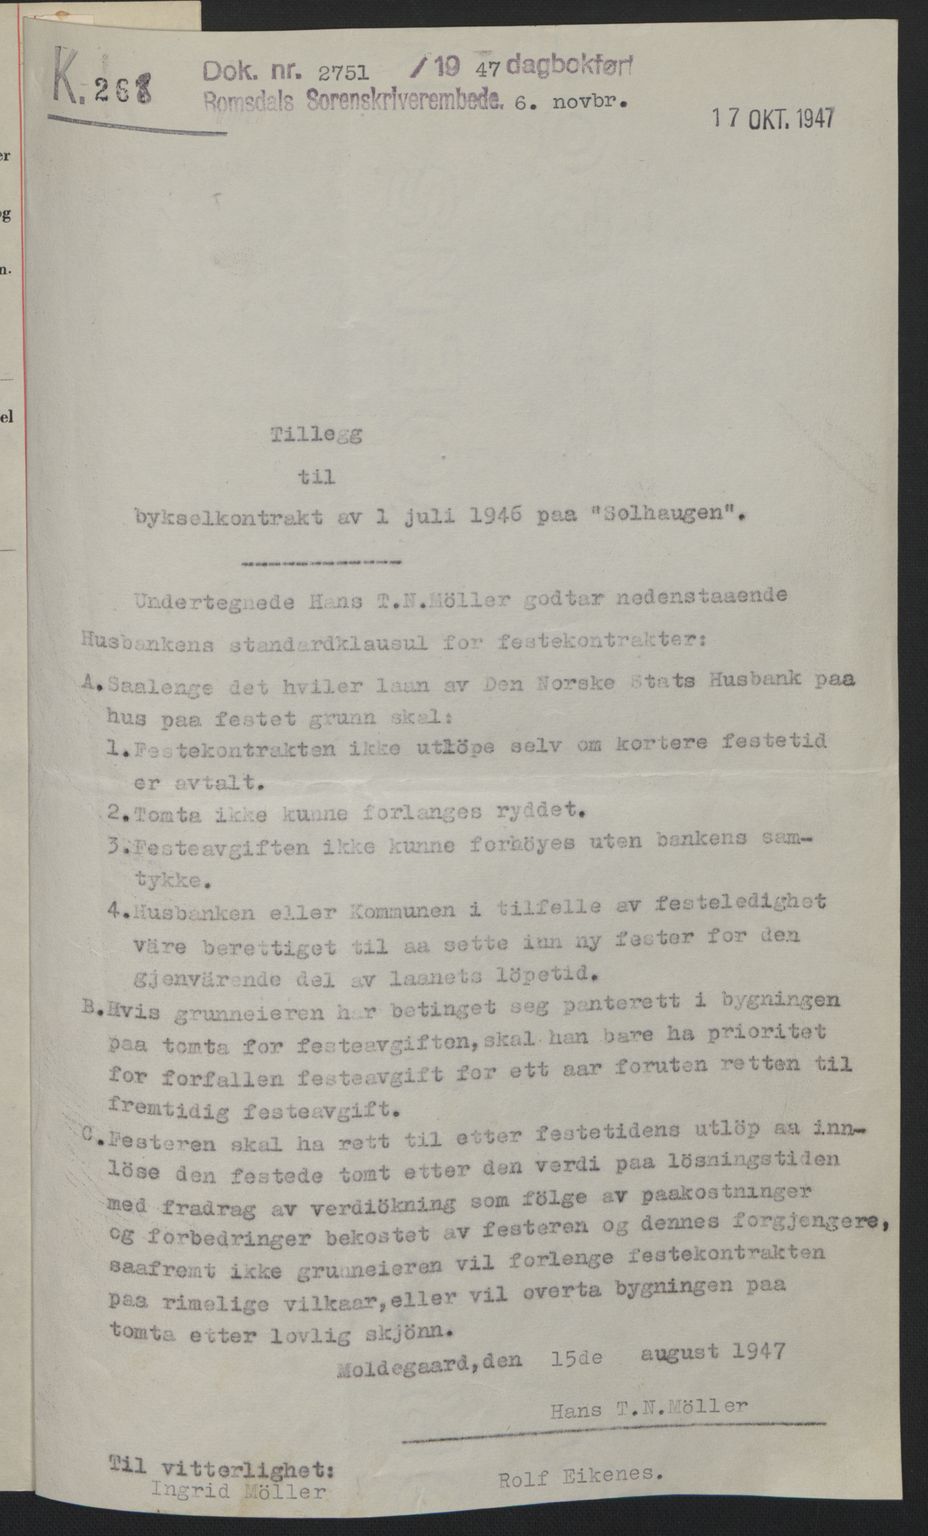 K. 268
Dok. nr. 2751 / 19 47 dagbokført
Romsdals Sorenskriverembede. 6. novbr.
17 OKT. 1947
er
og
n.
el
Tillegg
til
bykselkontrakt av 1 juli 1946 paa "Solhaugen".
Undertegnede Hans T.N.Möller godtar nedenstaaende
Husbankens standardklausul for festekontrakter:
A.Saalenge det hviler laan av Den Norske Stats Husbank paa
hus paa festet grunn skal:
1.Festekontrakten ikke utlöpe selv om kortere festetid
er avtalt.
2.Tomta ikke kunne forlanges ryddet.
3.Festeavgiften ikke kunne forhöyes uten bankens sam-
tykke.
4.Husbanken eller Kommunen i tilfelle av festeledighet
väre berettiget til aa sette inn ny fester for den
gjenvärende del av laanets löpetid.
B.Hvis grunneieren har betinget seg panterett i bygningen
paa tomta for festeavgiften,skal han bare ha prioritet
for forfallen festeavgift for ett aar foruten retten til
fremtidig festeavgift.
C.Festeren skal ha rett til etter festetidens utlöp aa inn-
löse den festede tomt etter den verdi paa lösningstiden
med fradrag av verdiökning som fölge av paakostninger
og forbedringer bekostet av festeren og dennes forgjengere,
saafremt ikke grunneieren vil forlenge festekontrakten
paa rimelige vilkaar,eller vil overta bygningen paa
tomta etter lovlig skjönn.
Moldegaard,den 15de august 1947
Hans T.N.Möller
Til vitterlighet:
Ingrid Möller
Rolf Eikenes.